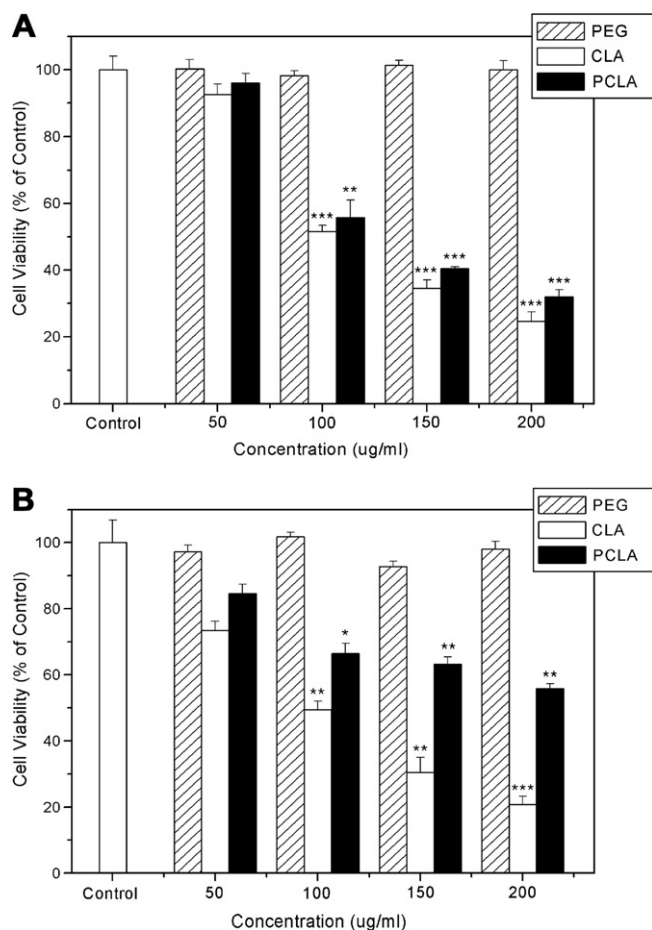 A
PEG
CLA
PCLA
Cell Viability (% of Control)
100
80
60
40
20
0
***
**
***
***
***
***
Control
50
100
150
200
Concentration (ug/ml)
B
PEG
CLA
PCLA
Cell Viability (% of Control)
100
80
60
40
20
0
**
*
**
**
***
**
Control
50
100
150
200
Concentration (ug/ml)